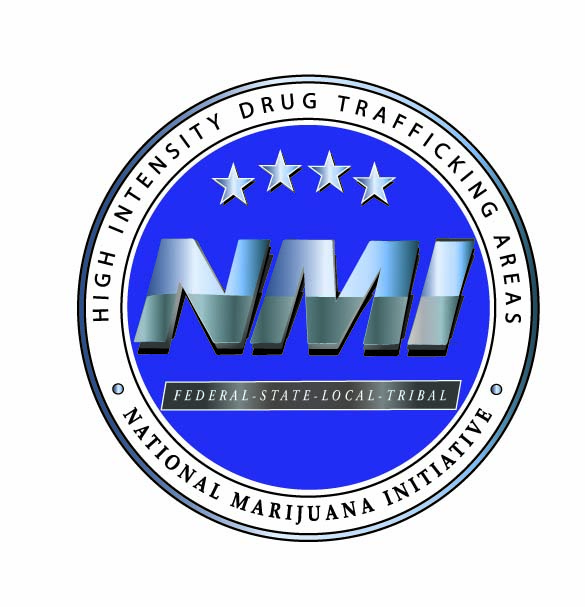 HIGH INTENSITY DRUG TRAFFICKING AREAS
NMI
FEDERAL-STATE-LOCAL-TRIBAL
NATIONAL MARIJUANA INITIATIVE